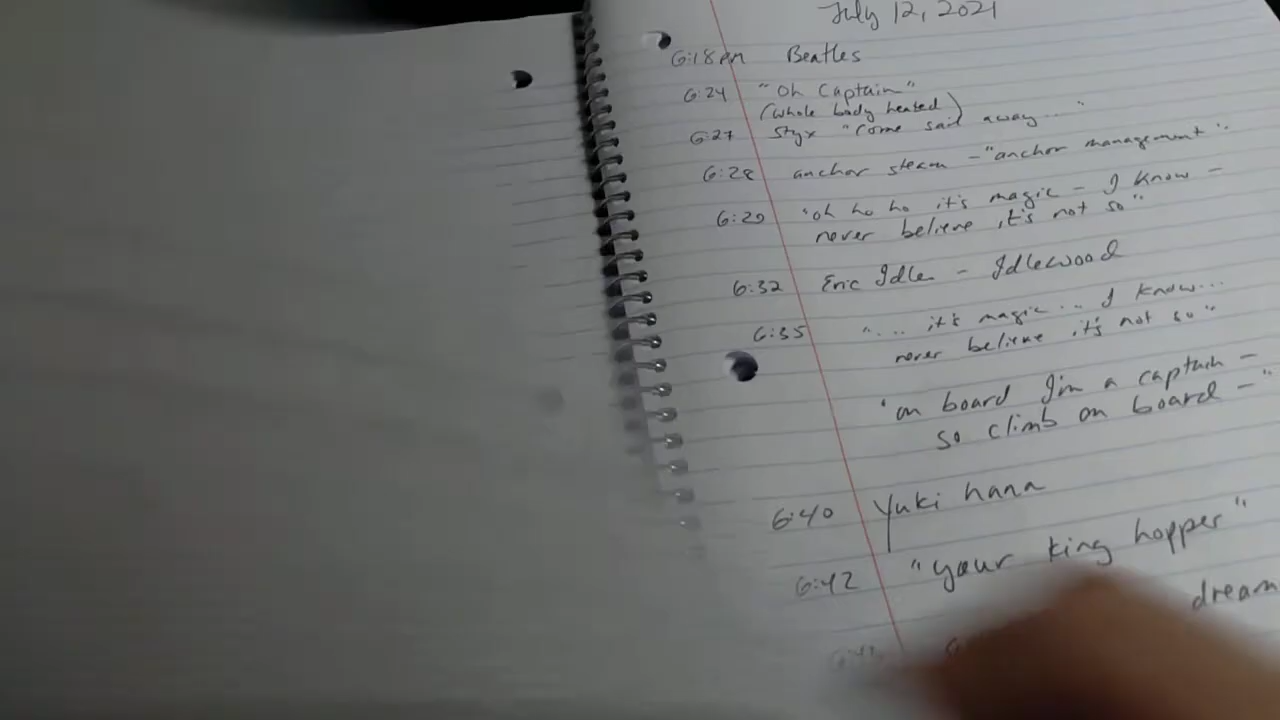 July 12, 2021
6:18pm Beatles
6:24 "Oh Captain"
(whole body heated)
6:27 Styx "Come sail away..."
6:28 anchor steam - "anchor management".
6:29 "oh ho ho it's magic - I know -
never believe it's not so"
6:32 Eric Idle - Idlewood
6:35 "... it's magic... I know...
never believe it's not so"
"on board I'm a captain -
so climb on board -"
6:40 Yuki hana
6:42 "your king hopper"
dream